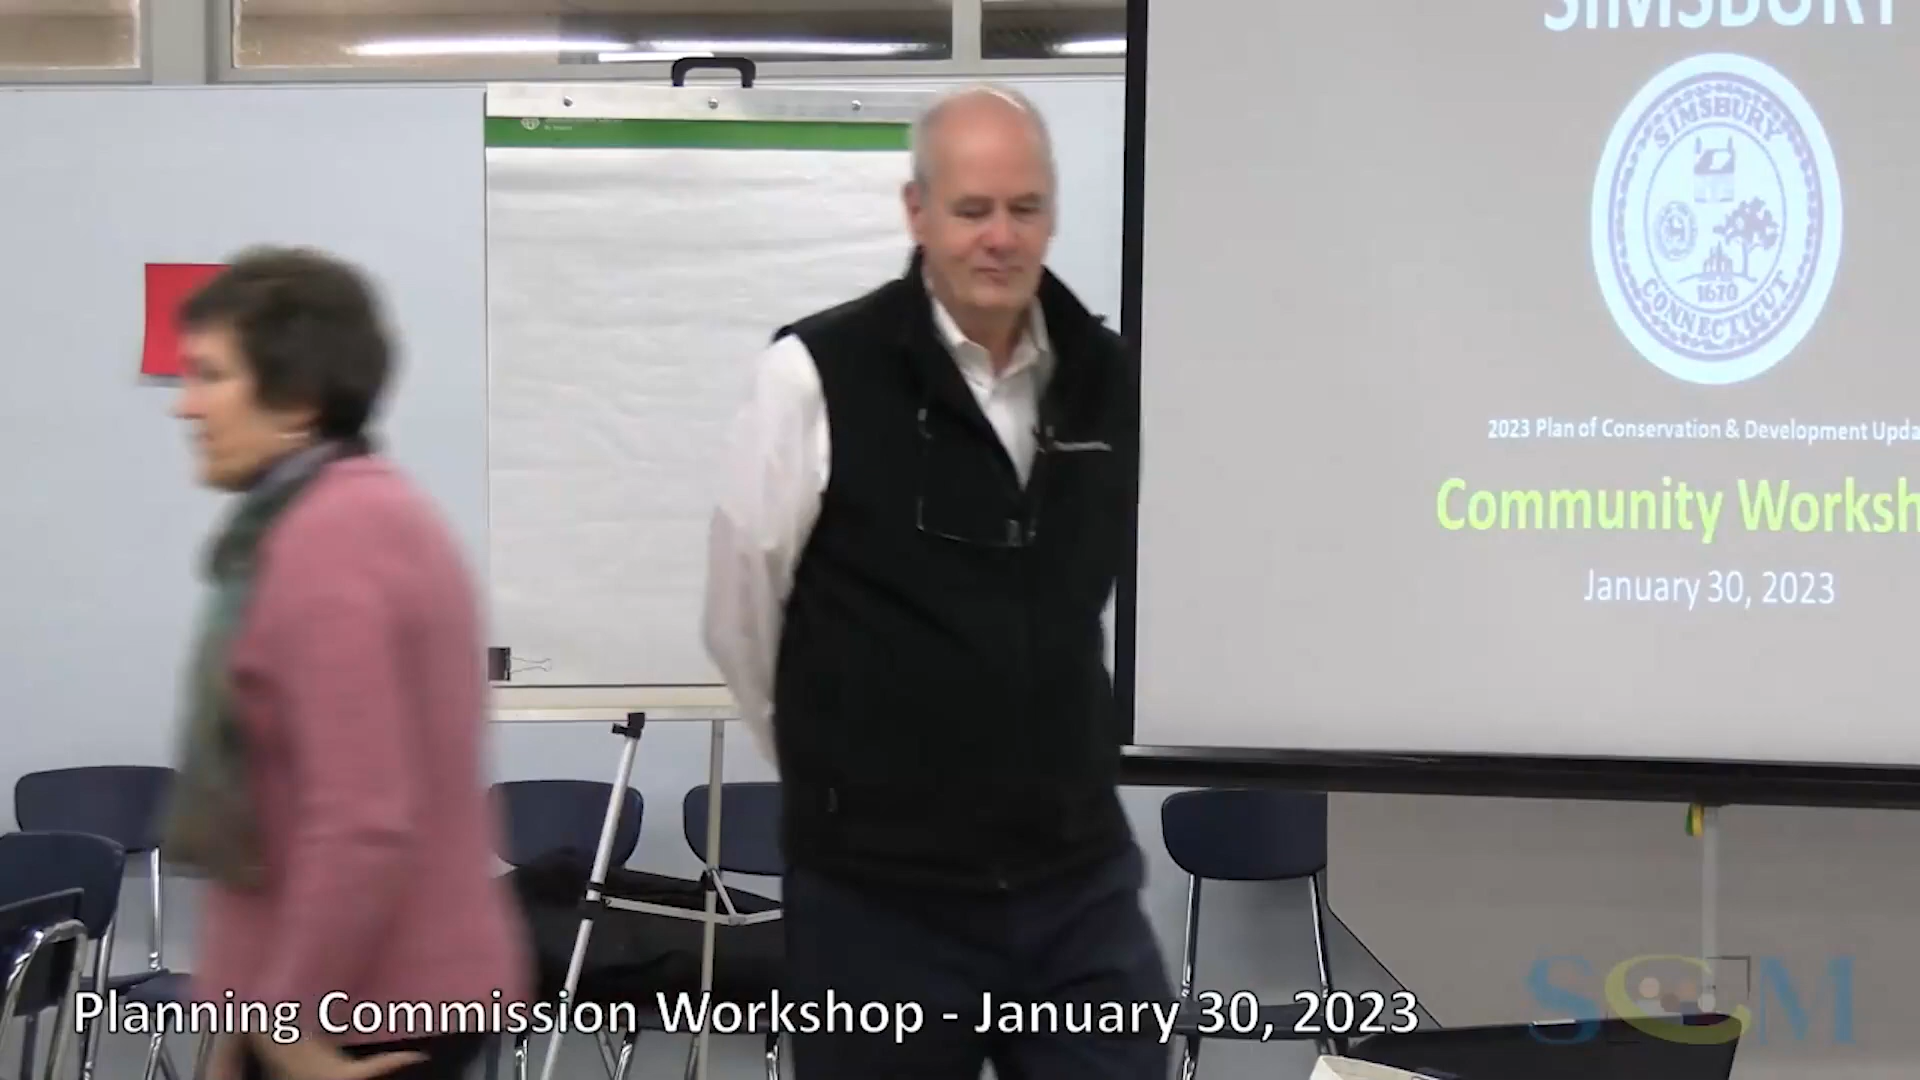 SIMSBURY
SIMSBURY
1670
CONNECTICUT
2023 Plan of Conservation & Development Upda
Community Worksh
January 30, 2023
Planning Commission Workshop - January 30, 2023
SCM